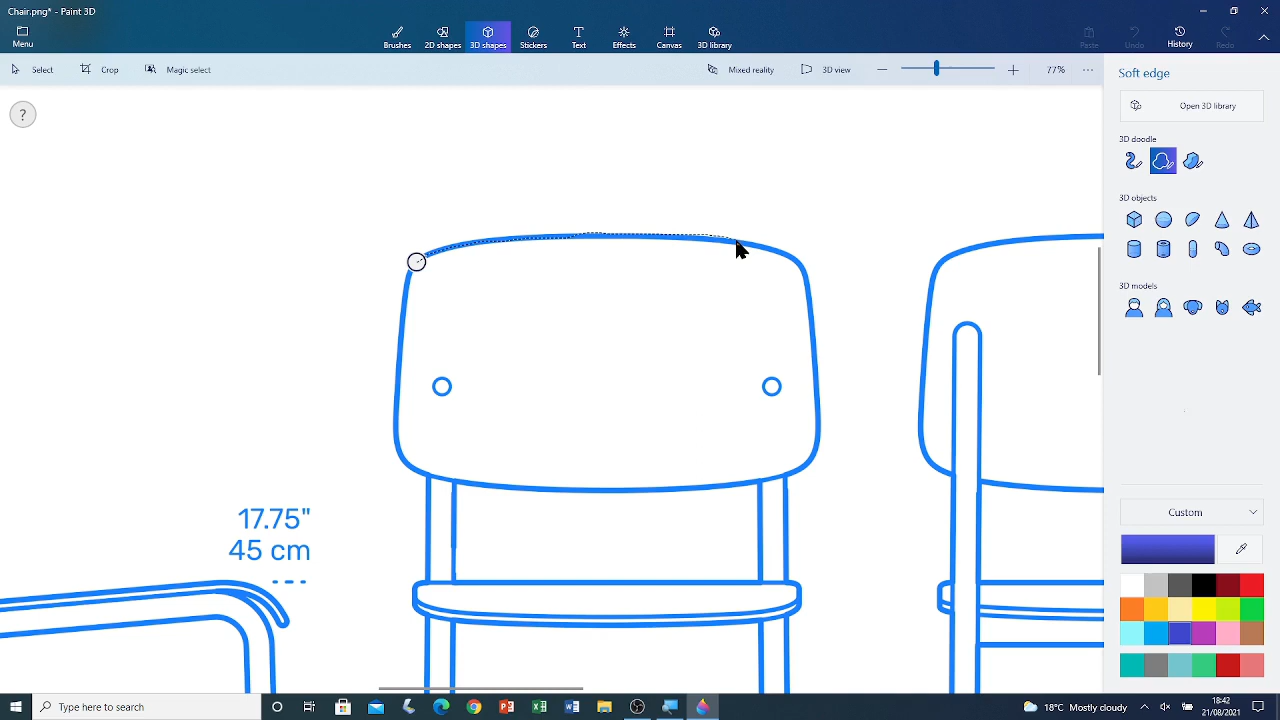 Chair.png* - Paint 3D
Menu
Brushes
2D shapes
3D shapes
Stickers
Text
Effects
Canvas
3D library
Paste
Undo
History
Redo
Select
Crop
Magic select
Mixed reality
3D view
77%
Soft edge
Open 3D library
3D doodle
3D objects
3D models
Custom
?
17.75"
45 cm
Type here to search
18°C Mostly cloudy
18:42
21/08/2021